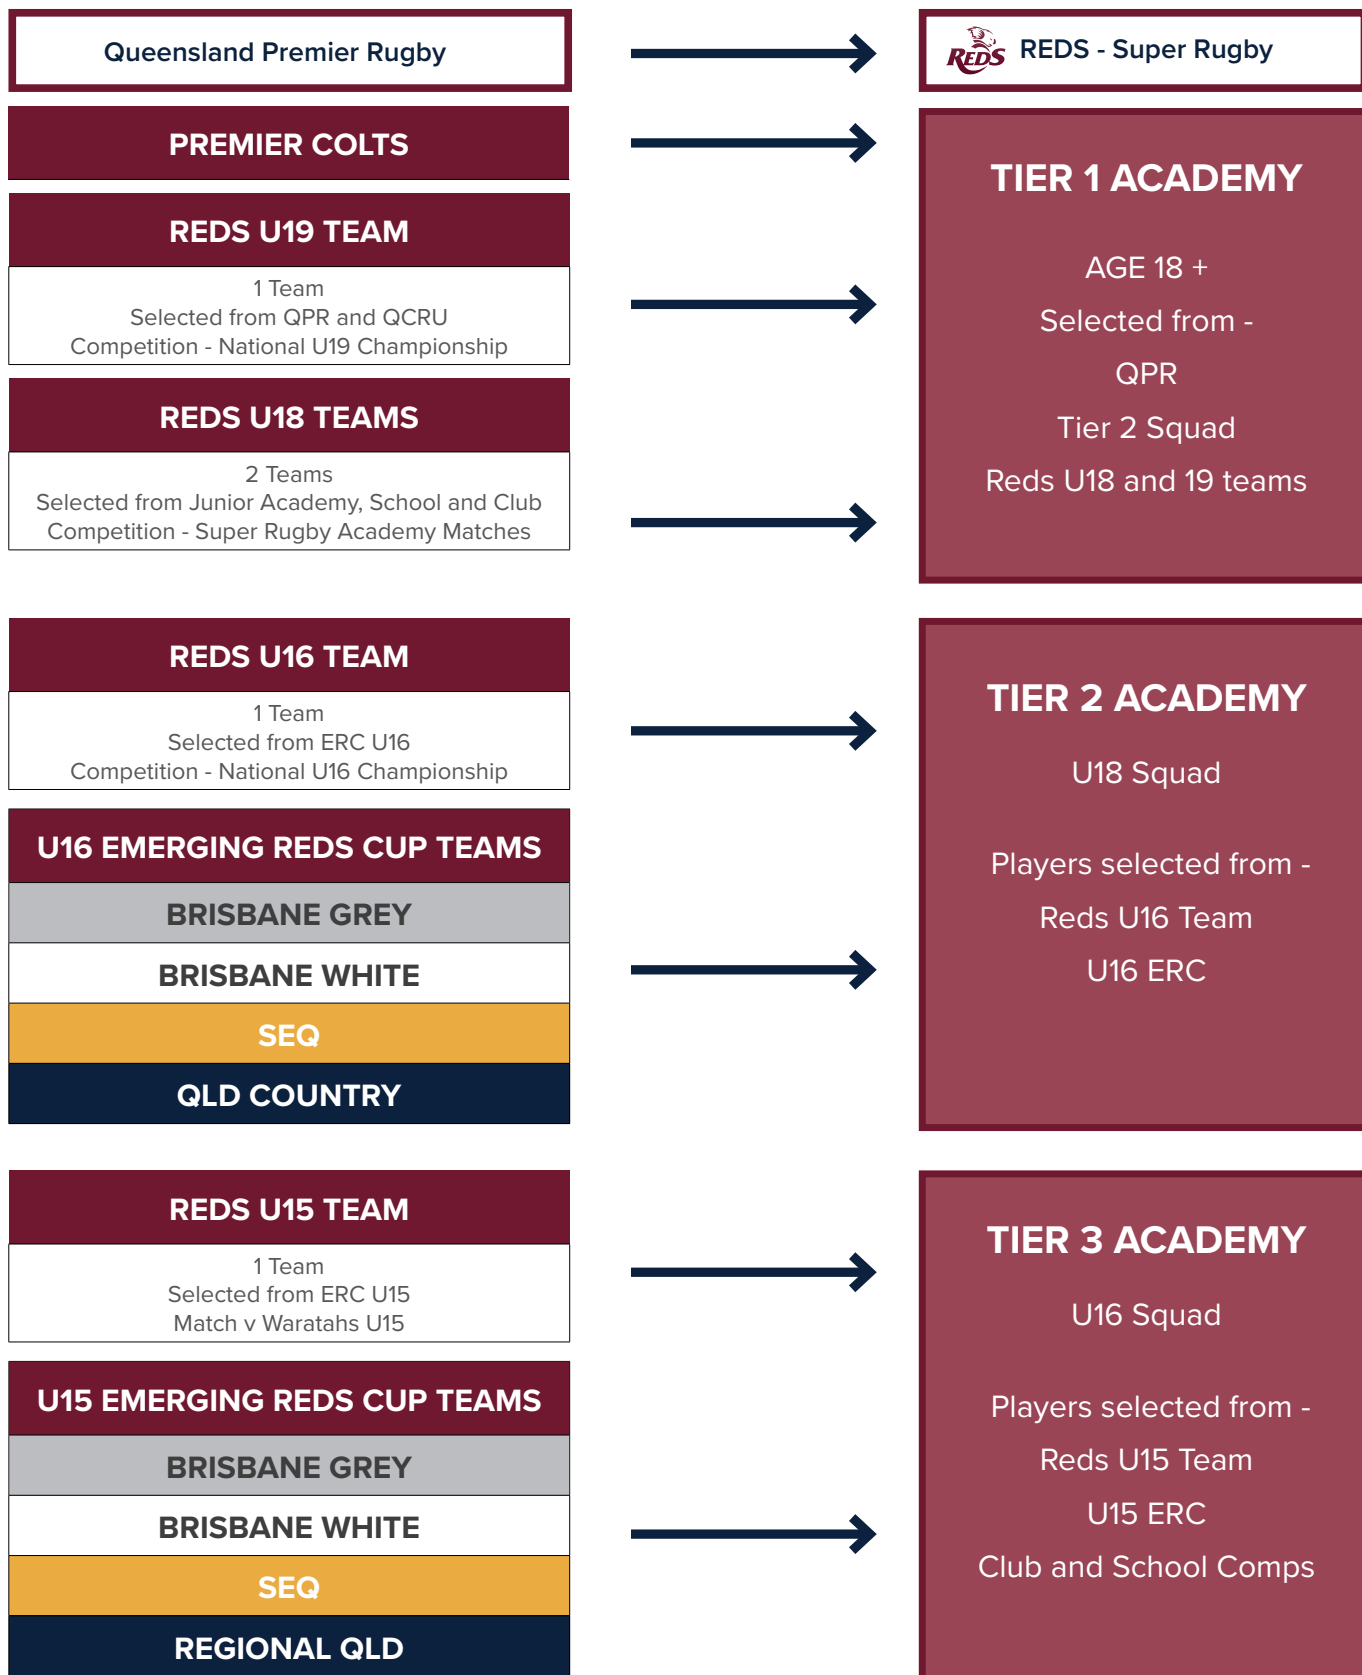 Queensland Premier Rugby
REDS
REDS - Super Rugby
PREMIER COLTS
REDS U19 TEAM
1 Team
Selected from QPR and QCRU
Competition - National U19 Championship
REDS U18 TEAMS
2 Teams
Selected from Junior Academy, School and Club
Competition - Super Rugby Academy Matches
TIER 1 ACADEMY
AGE 18 +
Selected from -
QPR
Tier 2 Squad
Reds U18 and 19 teams
REDS U16 TEAM
1 Team
Selected from ERC U16
Competition - National U16 Championship
U16 EMERGING REDS CUP TEAMS
BRISBANE GREY
BRISBANE WHITE
SEQ
QLD COUNTRY
TIER 2 ACADEMY
U18 Squad
Players selected from -
Reds U16 Team
U16 ERC
REDS U15 TEAM
1 Team
Selected from ERC U15
Match v Waratahs U15
U15 EMERGING REDS CUP TEAMS
BRISBANE GREY
BRISBANE WHITE
SEQ
REGIONAL QLD
TIER 3 ACADEMY
U16 Squad
Players selected from -
Reds U15 Team
U15 ERC
Club and School Comps